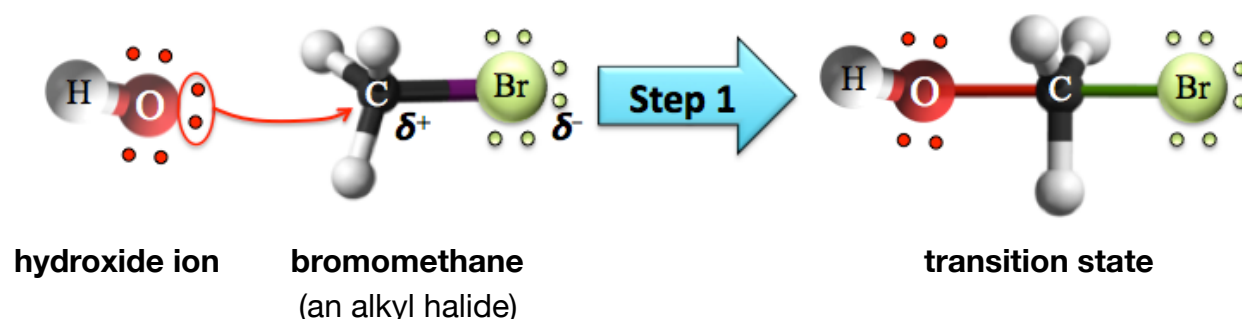 H O C δ+ Br δ− Step 1 H O C Br
hydroxide ion bromomethane transition state
(an alkyl halide)